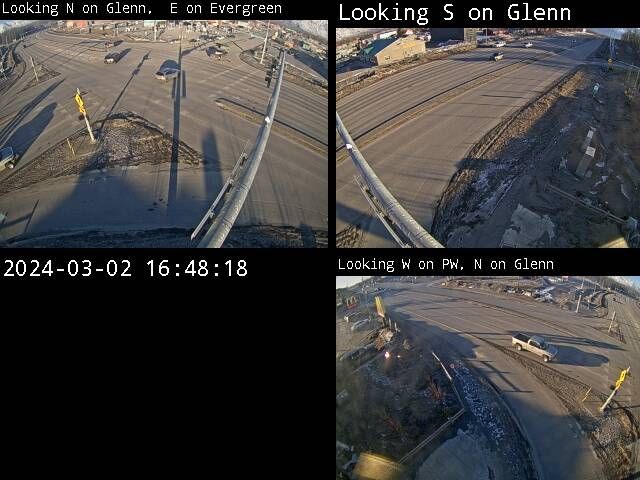 Looking N on Glenn,  E on Evergreen
Looking S on Glenn
2024-03-02 16:48:18
Looking W on PW, N on Glenn